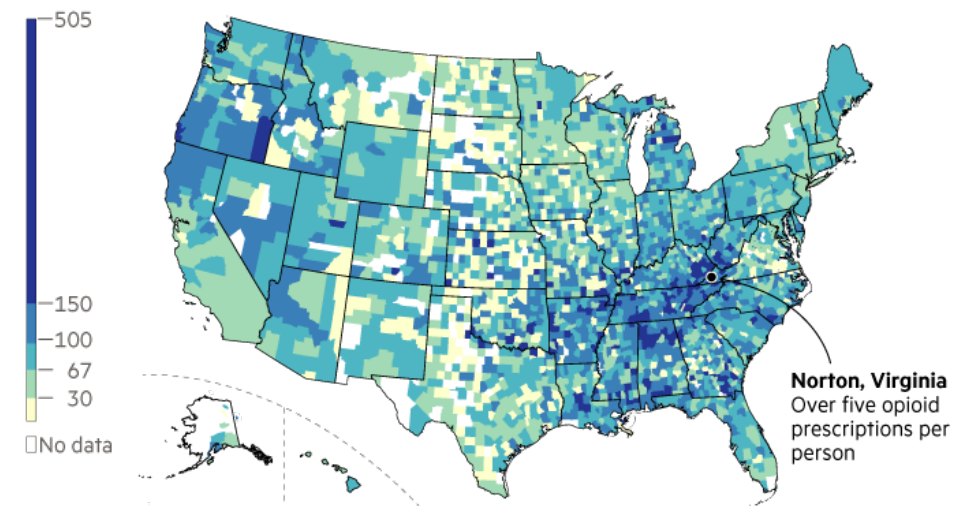 505
150
100
67
30
No data
Norton, Virginia
Over five opioid
prescriptions per
person